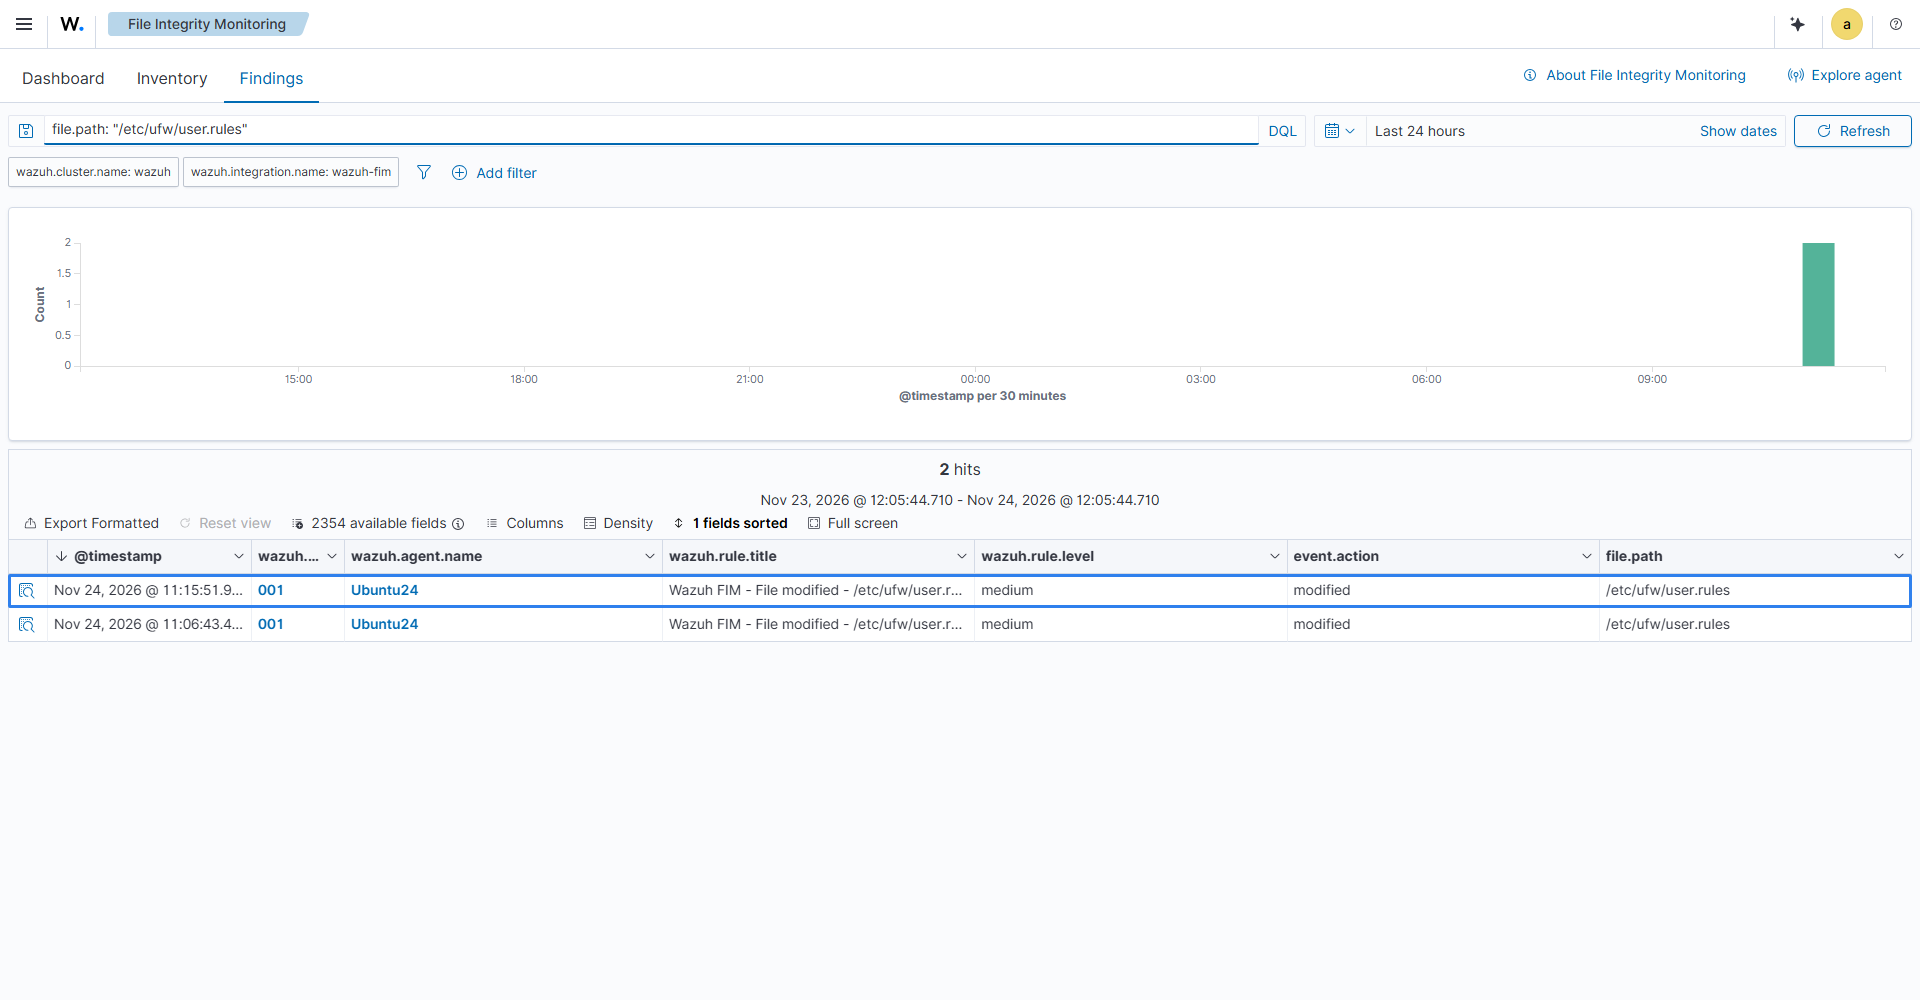 W.
File Integrity Monitoring
a
Dashboard
Inventory
Findings
About File Integrity Monitoring
Explore agent
file.path: "/etc/ufw/user.rules"
DQL
Last 24 hours
Show dates
Refresh
wazuh.cluster.name: wazuh
wazuh.integration.name: wazuh-fim
Add filter
2
1.5
1
0.5
0
Count
15:00
18:00
21:00
00:00
03:00
06:00
09:00
@timestamp per 30 minutes
2 hits
Nov 23, 2026 @ 12:05:44.710 - Nov 24, 2026 @ 12:05:44.710
Export Formatted
Reset view
2354 available fields
Columns
Density
1 fields sorted
Full screen
@timestamp
wazuh....
wazuh.agent.name
wazuh.rule.title
wazuh.rule.level
event.action
file.path
Nov 24, 2026 @ 11:15:51.9...
001
Ubuntu24
Wazuh FIM - File modified - /etc/ufw/user.r...
medium
modified
/etc/ufw/user.rules
Nov 24, 2026 @ 11:06:43.4...
001
Ubuntu24
Wazuh FIM - File modified - /etc/ufw/user.r...
medium
modified
/etc/ufw/user.rules